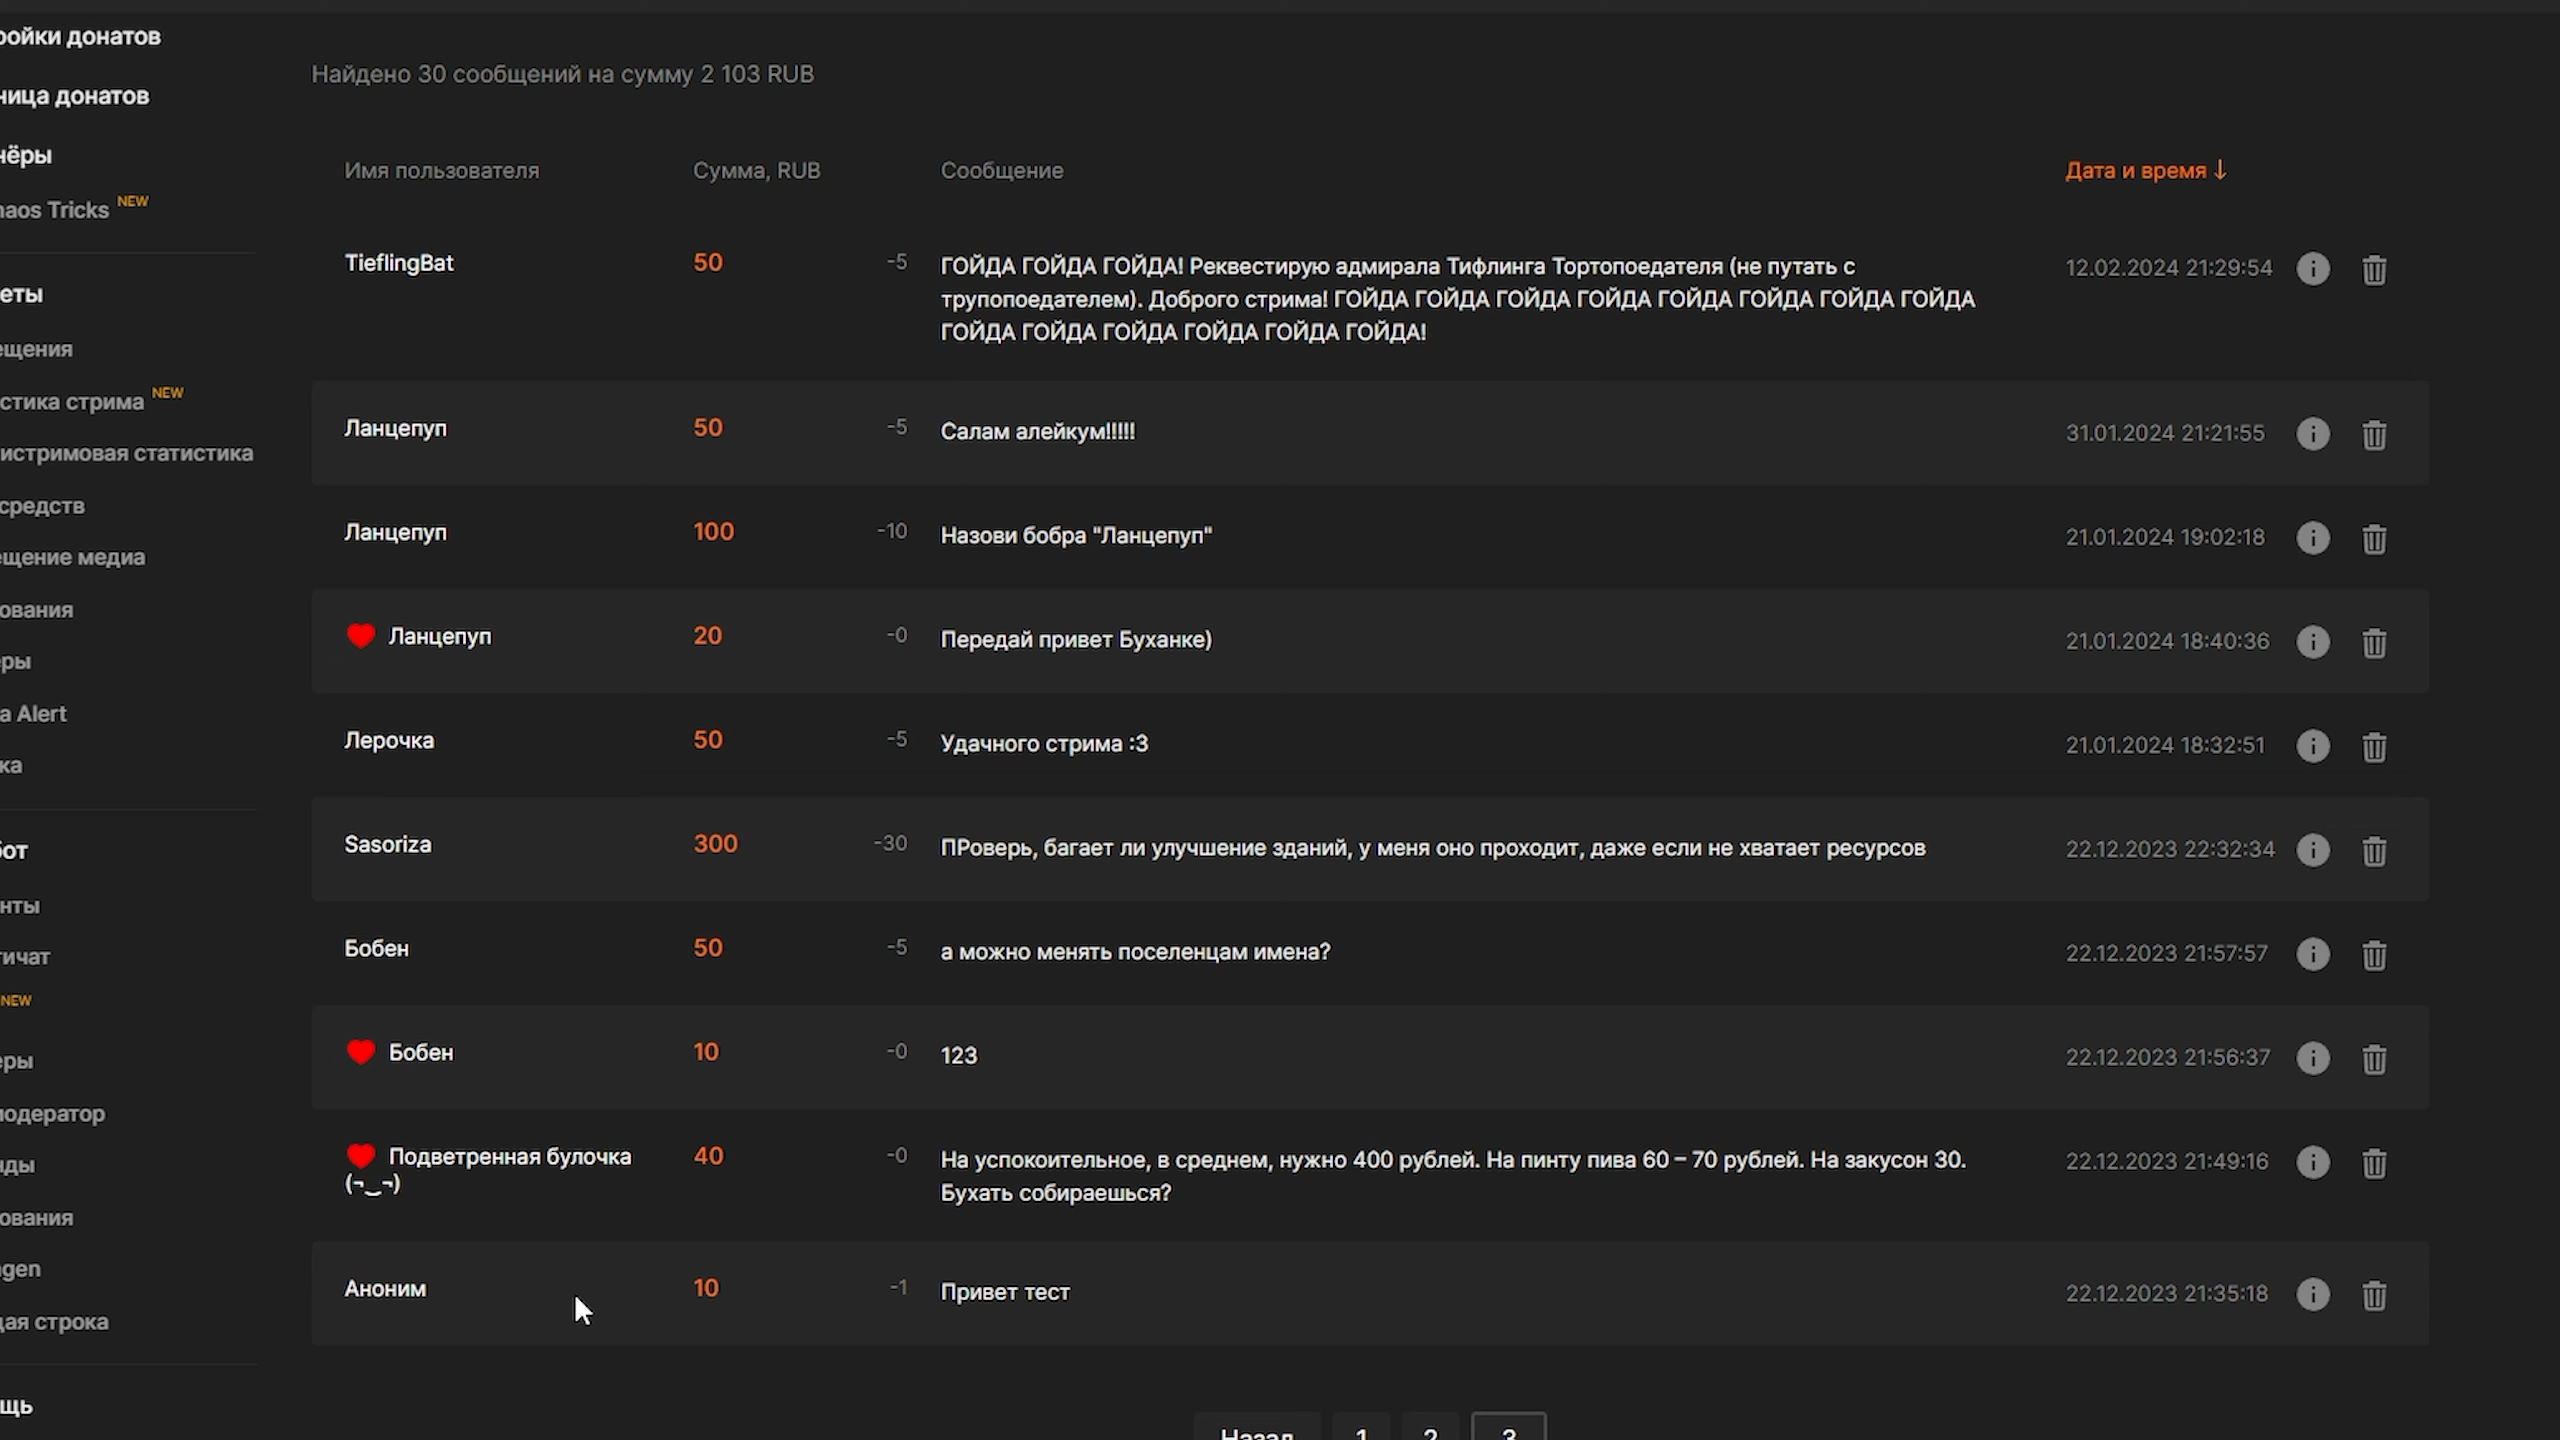 ройки донатов
ница донатов
нёры
haos Tricks NEW
еты
ещения
стика стрима NEW
истримовая статистика
средств
ещение медиа
ования
ры
a Alert
ка
бот
нты
тичат
NEW
еры
модератор
нды
ования
gen
щая строка
щь
Найдено 30 сообщений на сумму 2 103 RUB
Имя пользователя Сумма, RUB Сообщение Дата и время ↓
TieflingBat 50 -5 ГОЙДА ГОЙДА ГОЙДА! Реквестирую адмирала Тифлинга Тортопоедателя (не путать с 12.02.2024 21:29:54
трупопоедателем). Доброго стрима! ГОЙДА ГОЙДА ГОЙДА ГОЙДА ГОЙДА ГОЙДА ГОЙДА ГОЙДА
ГОЙДА ГОЙДА ГОЙДА ГОЙДА ГОЙДА ГОЙДА!
Ланцепуп 50 -5 Салам алейкум!!!!! 31.01.2024 21:21:55
Ланцепуп 100 -10 Назови бобра "Ланцепуп" 21.01.2024 19:02:18
Ланцепуп 20 -0 Передай привет Буханке) 21.01.2024 18:40:36
Лерочка 50 -5 Удачного стрима :3 21.01.2024 18:32:51
Sasoriza 300 -30 ПРоверь, багает ли улучшение зданий, у меня оно проходит, даже если не хватает ресурсов 22.12.2023 22:32:34
Бобен 50 -5 а можно менять поселенцам имена? 22.12.2023 21:57:57
Бобен 10 -0 123 22.12.2023 21:56:37
Подветренная булочка 40 -0 На успокоительное, в среднем, нужно 400 рублей. На пинту пива 60 – 70 рублей. На закусон 30. 22.12.2023 21:49:16
(¬‿¬) Бухать собираешься?
Аноним 10 -1 Привет тест 22.12.2023 21:35:18
Назад 1 2 3